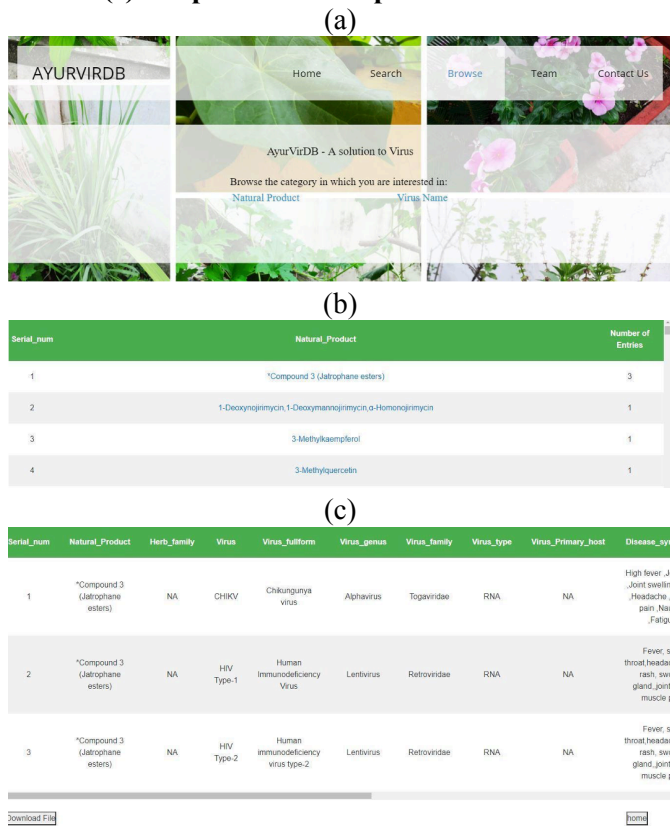 (a)
AYURVIRDB Home Search Browse Team Contact Us
AyurVirDB - A solution to Virus
Browse the category in which you are interested in:
Natural Product Virus Name
(b)
Serial_num Natural_Product Number of Entries
1 *Compound 3 (Jatrophane esters) 3
2 1-Deoxynojirimycin,1-Deoxymannojirimycin,α-Homonojirimycin 1
3 3-Methylkaempferol 1
4 3-Methylquercetin 1
(c)
Serial_num Natural_Product Herb_family Virus Virus_fullform Virus_genus Virus_family Virus_type Virus_Primary_host
1 *Compound 3 (Jatrophane esters) NA CHIKV Chikungunya virus Alphavirus Togaviridae RNA NA High fever ,Joint swelling ,Headache pain
2 *Compound 3 (Jatrophane esters) NA HIV Type-1 Human Immunodeficiency Virus Lentivirus Retroviridae RNA NA Fever, throat,headache rash, gland,joint muscle
3 *Compound 3 (Jatrophane esters) NA HIV Type-2 Human immunodeficiency virus type-2 Lentivirus Retroviridae RNA NA Fever, throat,headache rash, gland,joint muscle
Download File home